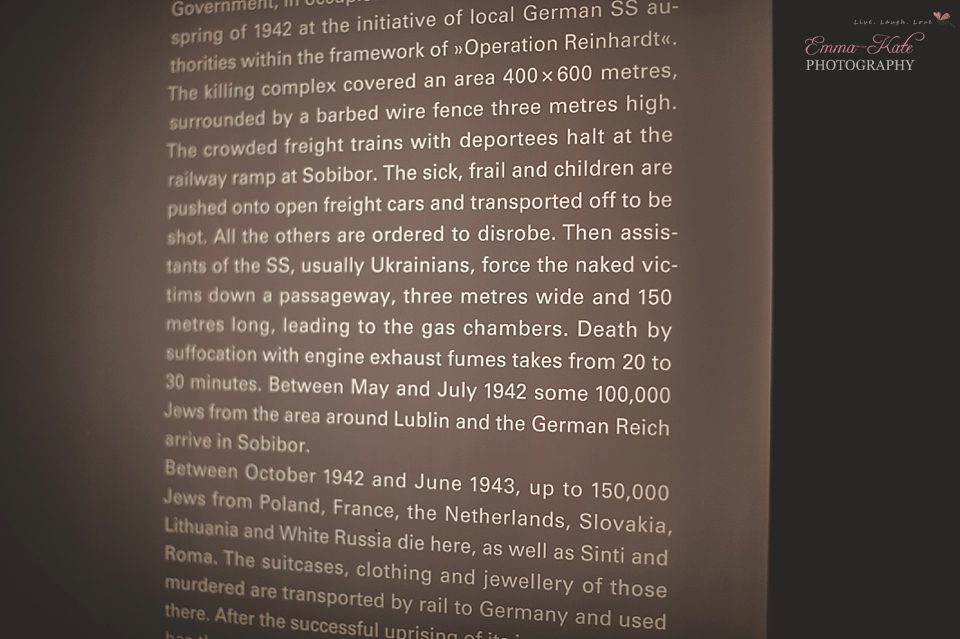 Government, in
spring of 1942 at the initiative of local German SS au-
thorities within the framework of »Operation Reinhardt«.
The killing complex covered an area 400 × 600 metres,
surrounded by a barbed wire fence three metres high.
The crowded freight trains with deportees halt at the
railway ramp at Sobibor. The sick, frail and children are
pushed onto open freight cars and transported off to be
shot. All the others are ordered to disrobe. Then assis-
tants of the SS, usually Ukrainians, force the naked vic-
tims down a passageway, three metres wide and 150
metres long, leading to the gas chambers. Death by
suffocation with engine exhaust fumes takes from 20 to
30 minutes. Between May and July 1942 some 100,000
Jews from the area around Lublin and the German Reich
arrive in Sobibor.
Between October 1942 and June 1943, up to 150,000
Jews from Poland, France, the Netherlands, Slovakia,
Lithuania and White Russia die here, as well as Sinti and
Roma. The suitcases, clothing and jewellery of those
murdered are transported by rail to Germany and used
there. After the successful uprising of its
Live. Laugh. Love
Emma-Kate
PHOTOGRAPHY